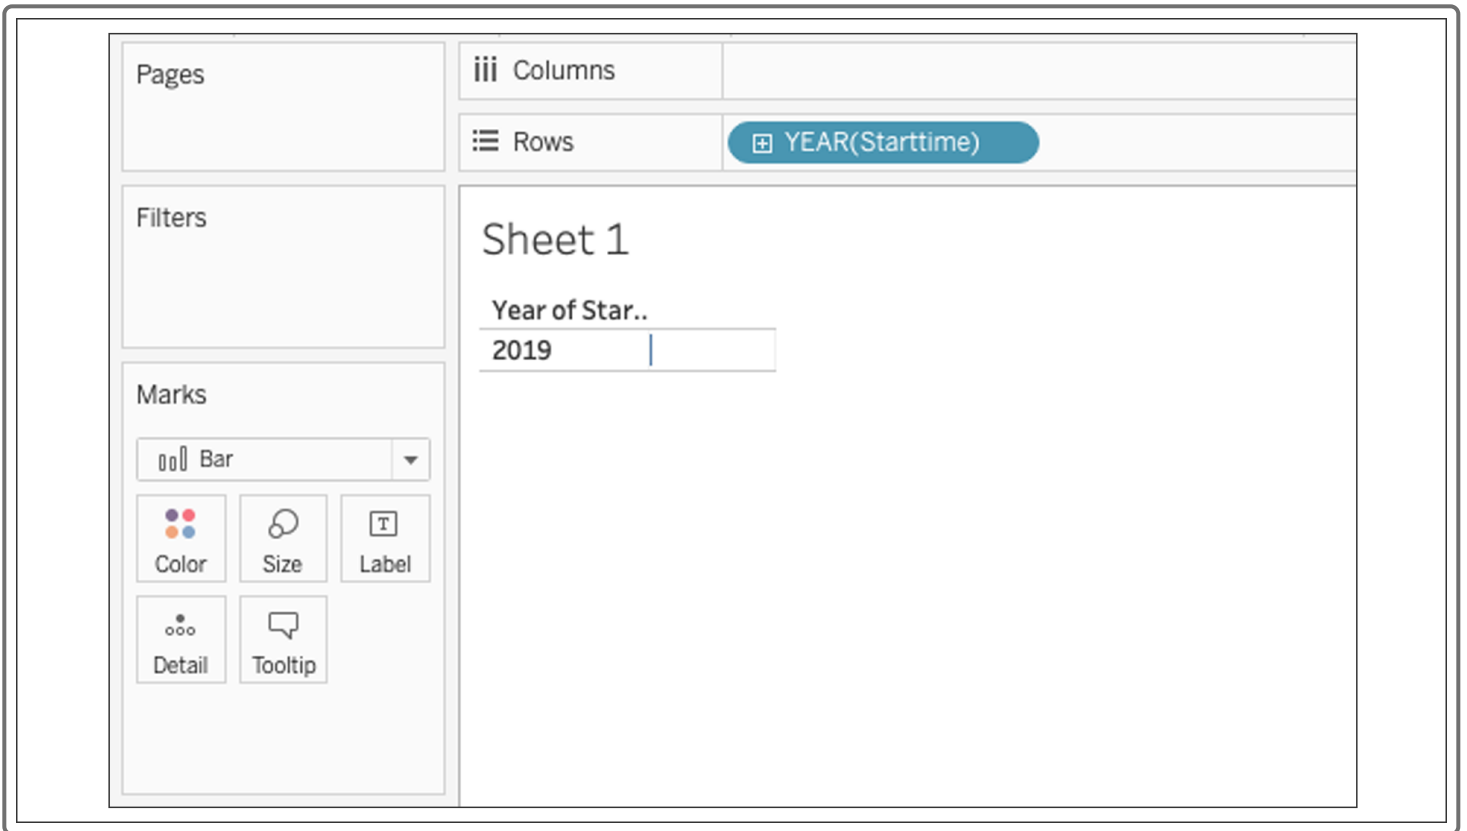 Pages
Columns
Rows
YEAR(Starttime)
Filters
Sheet 1
Year of Star..
2019
Marks
Bar
Color
Size
T
Label
Detail
Tooltip